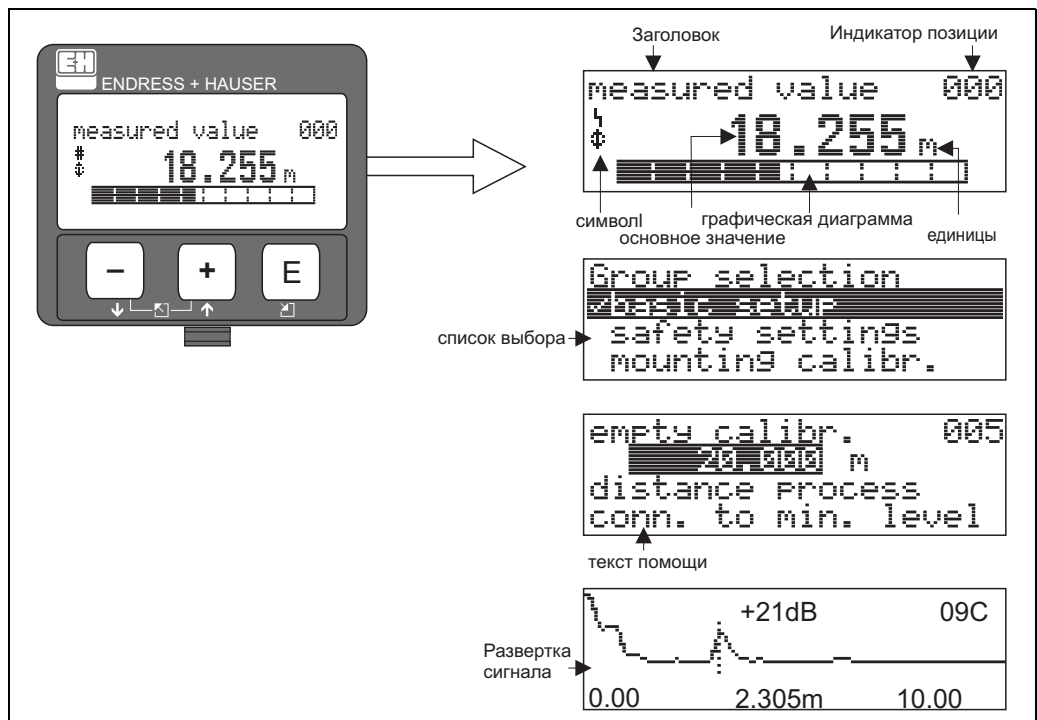 ENDRESS + HAUSER
measured value 000
18.255 m
− + E
Заголовок
Индикатор позиции
measured value 000
18.255 m
символl
графическая диаграмма
основное значение
единицы
Group selection
✓basic setup
safety settings
mounting calibr.
список выбора
empty calibr. 005
20.000 m
distance process
conn. to min. level
текст помощи
+21dB 09C
Развертка
сигнала
0.00 2.305m 10.00